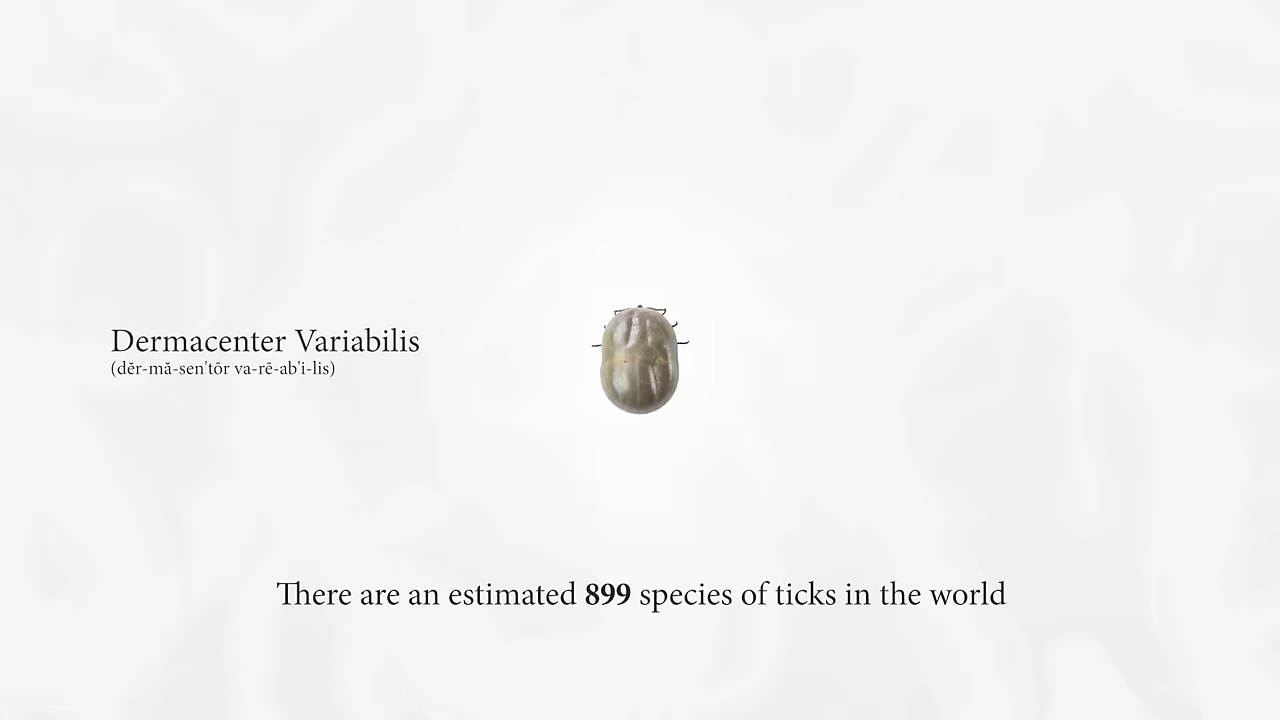 Dermacenter Variabilis
(dĕr-mă-sen'tōr va-rē-ab'i-lis)
There are an estimated 899 species of ticks in the world